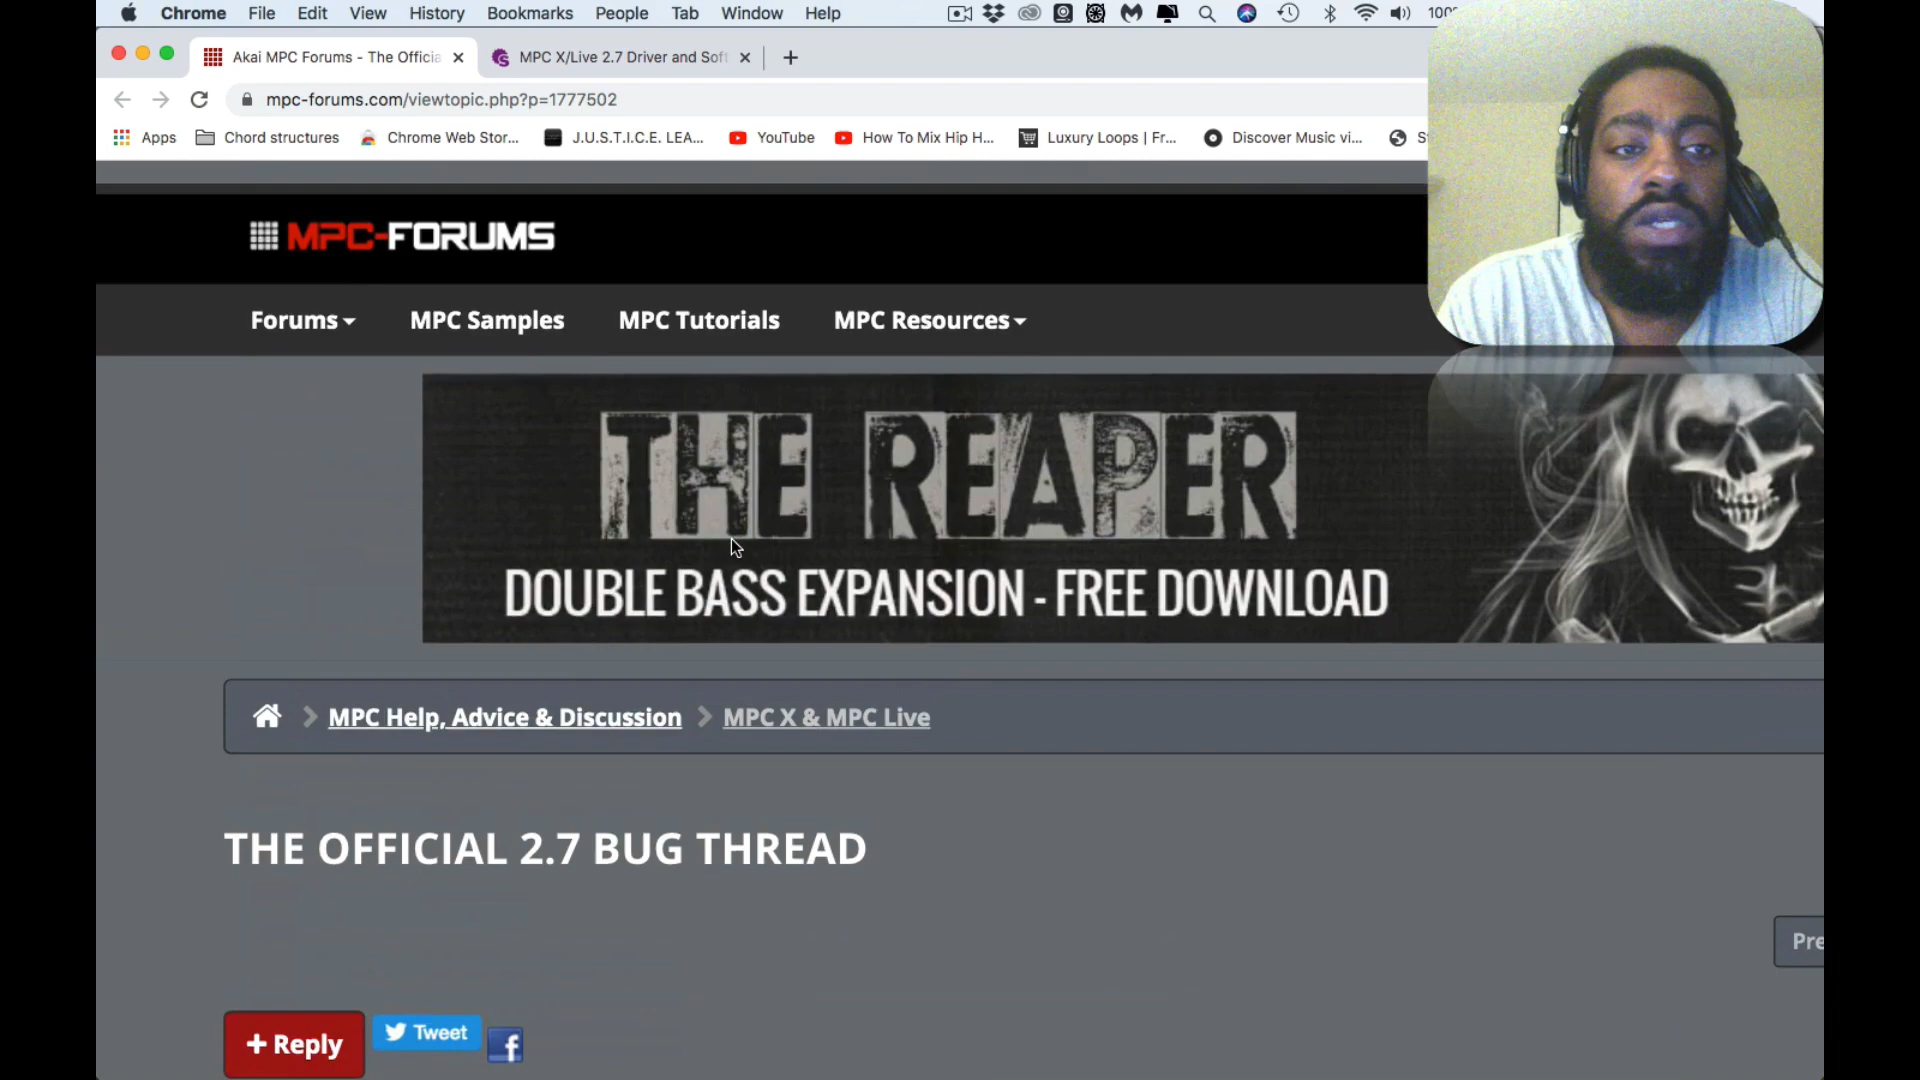 Chrome File Edit View History Bookmarks People Tab Window Help
Akai MPC Forums - The Officia
MPC X/Live 2.7 Driver and Soft
mpc-forums.com/viewtopic.php?p=1777502
Apps Chord structures Chrome Web Stor... J.U.S.T.I.C.E. LEA... YouTube How To Mix Hip H... Luxury Loops | Fr... Discover Music vi...
MPC-FORUMS
Forums MPC Samples MPC Tutorials MPC Resources
THE REAPER
DOUBLE BASS EXPANSION - FREE DOWNLOAD
MPC Help, Advice & Discussion MPC X & MPC Live
THE OFFICIAL 2.7 BUG THREAD
Pre
+ Reply Tweet f